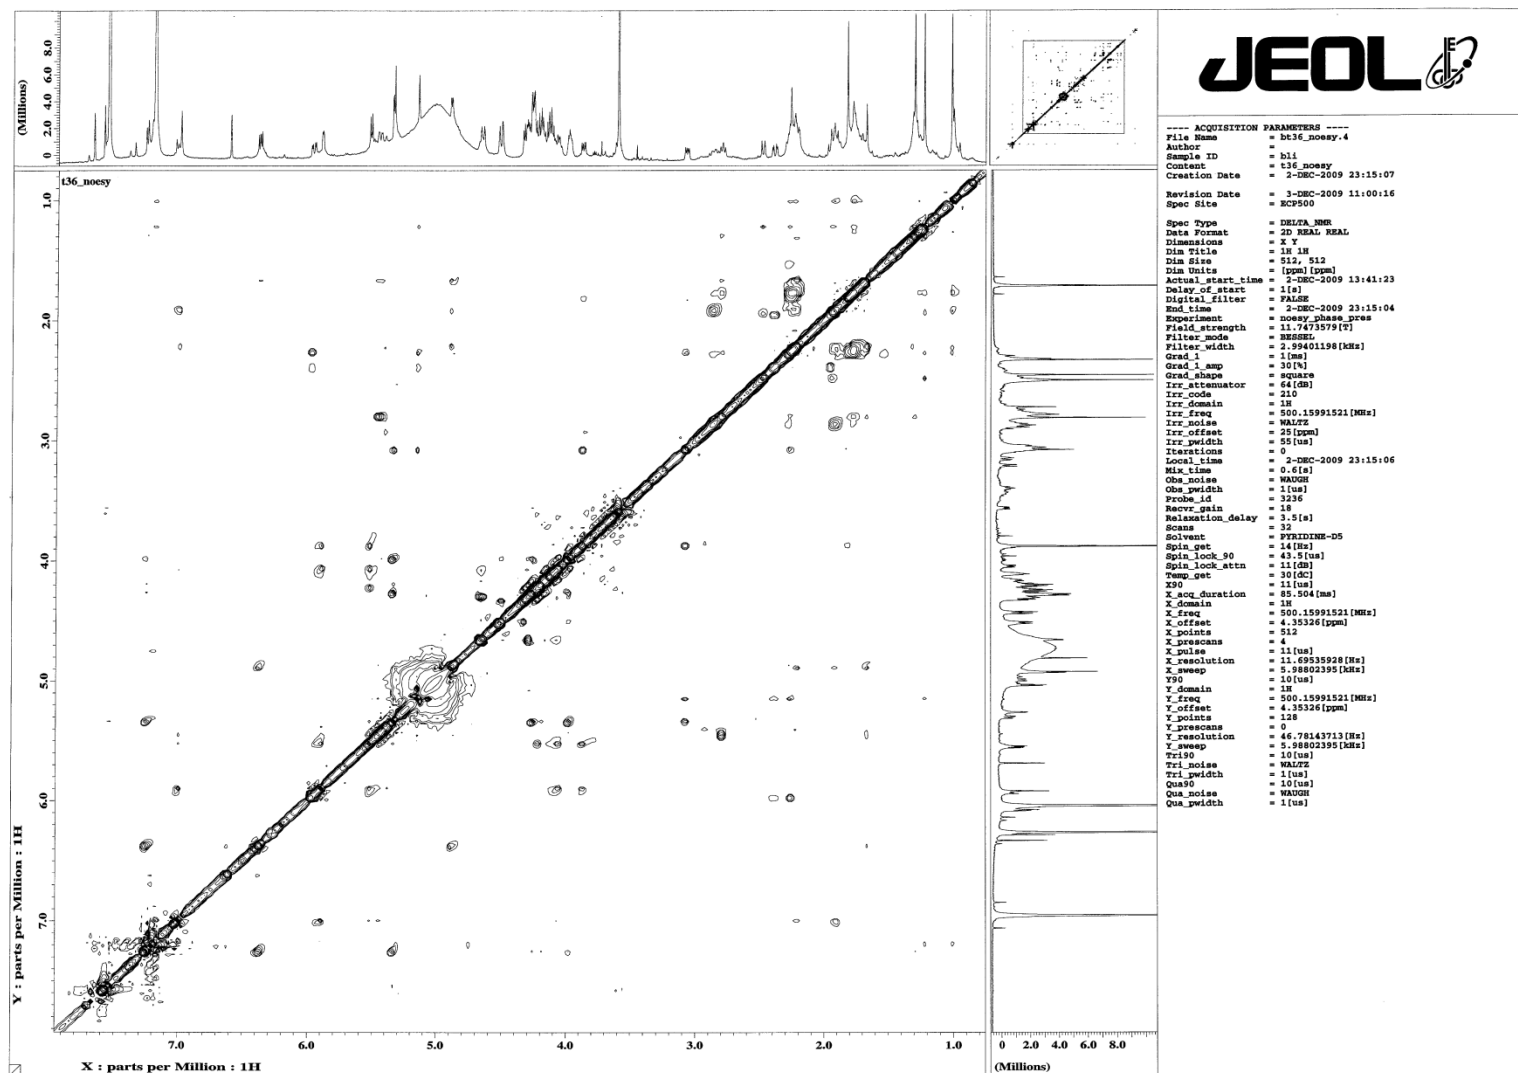 JEOL
(Millions)
0 1.0 2.0 4.0 6.0 8.0
t36_noesy
1.0
2.0
3.0
4.0
5.0
6.0
7.0
Y : parts per Million : 1H
7.0 6.0 5.0 4.0 3.0 2.0 1.0
X : parts per Million : 1H
0 2.0 4.0 6.0 8.0
(Millions)
---- ACQUISITION PARAMETERS ----
File Name = bt36_noesy.4
Author =
Sample ID = bli
Content = t36_noesy
Creation Date = 2-DEC-2009 23:15:07
Revision Date = 3-DEC-2009 11:00:16
Spec Site = ECP500
Spec Type = DELTA_NMR
Data Format = 2D REAL REAL
Dimensions = X Y
Dim Title = 1H 1H
Dim Size = 512, 512
Dim Units = [ppm][ppm]
Actual_start_time = 2-DEC-2009 13:41:23
Delay_of_start = 1[s]
Digital_filter = FALSE
End_time = 2-DEC-2009 23:15:04
Experiment = noesy_phase_pres
Field_strength = 11.7473579[T]
Filter_mode = BESSEL
Filter_width = 2.99401198[kHz]
Grad_1 = 1[ms]
Grad_1_amp = 30[%]
Grad_shape = square
Irr_attenuator = 64[dB]
Irr_code = 210
Irr_domain = 1H
Irr_freq = 500.15991521[MHz]
Irr_noise = WALTZ
Irr_offset = 25[ppm]
Irr_pwidth = 55[us]
Iterations = 0
Local_time = 2-DEC-2009 23:15:06
Mix_time = 0.6[s]
Obs_noise = WAUGH
Obs_pwidth = 1[us]
Probe_id = 3236
Recvr_gain = 18
Relaxation_delay = 3.5[s]
Scans = 32
Solvent = PYRIDINE-D5
Spin_get = 14[Hz]
Spin_lock_90 = 43.5[us]
Spin_lock_attn = 11[dB]
Temp_get = 30[dC]
X90 = 11[us]
X_acq_duration = 85.504[ms]
X_domain = 1H
X_freq = 500.15991521[MHz]
X_offset = 4.35326[ppm]
X_points = 512
X_prescans = 4
X_pulse = 11[us]
X_resolution = 11.69535928[Hz]
X_sweep = 5.98802395[kHz]
Y90 = 10[us]
Y_domain = 1H
Y_freq = 500.15991521[MHz]
Y_offset = 4.35326[ppm]
Y_points = 128
Y_prescans = 0
Y_resolution = 46.78143713[Hz]
Y_sweep = 5.98802395[kHz]
Tri90 = 10[us]
Tri_noise = WALTZ
Tri_pwidth = 1[us]
Qua90 = 10[us]
Qua_noise = WAUGH
Qua_pwidth = 1[us]